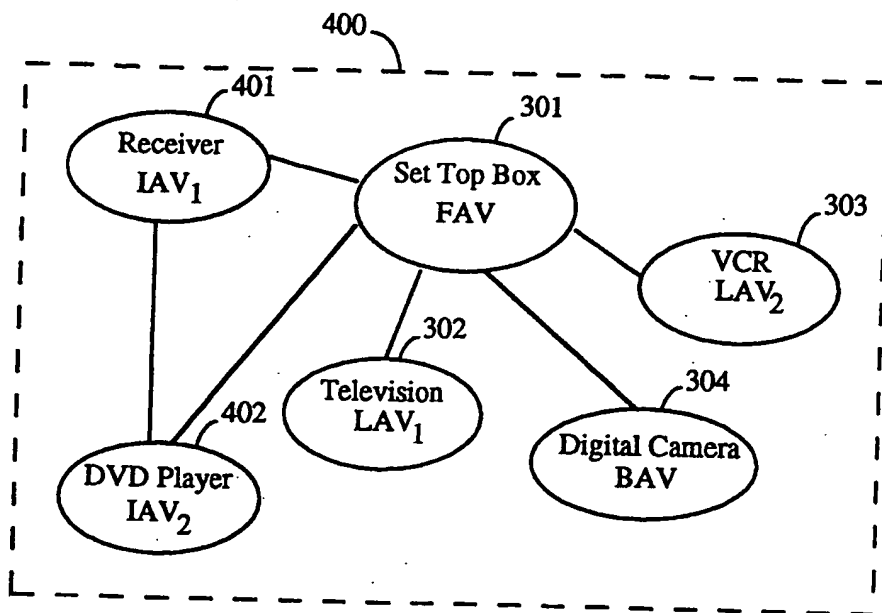 400
401
Receiver
IAV1
301
Set Top Box
FAV
303
VCR
LAV2
302
Television
LAV1
304
Digital Camera
BAV
402
DVD Player
IAV2